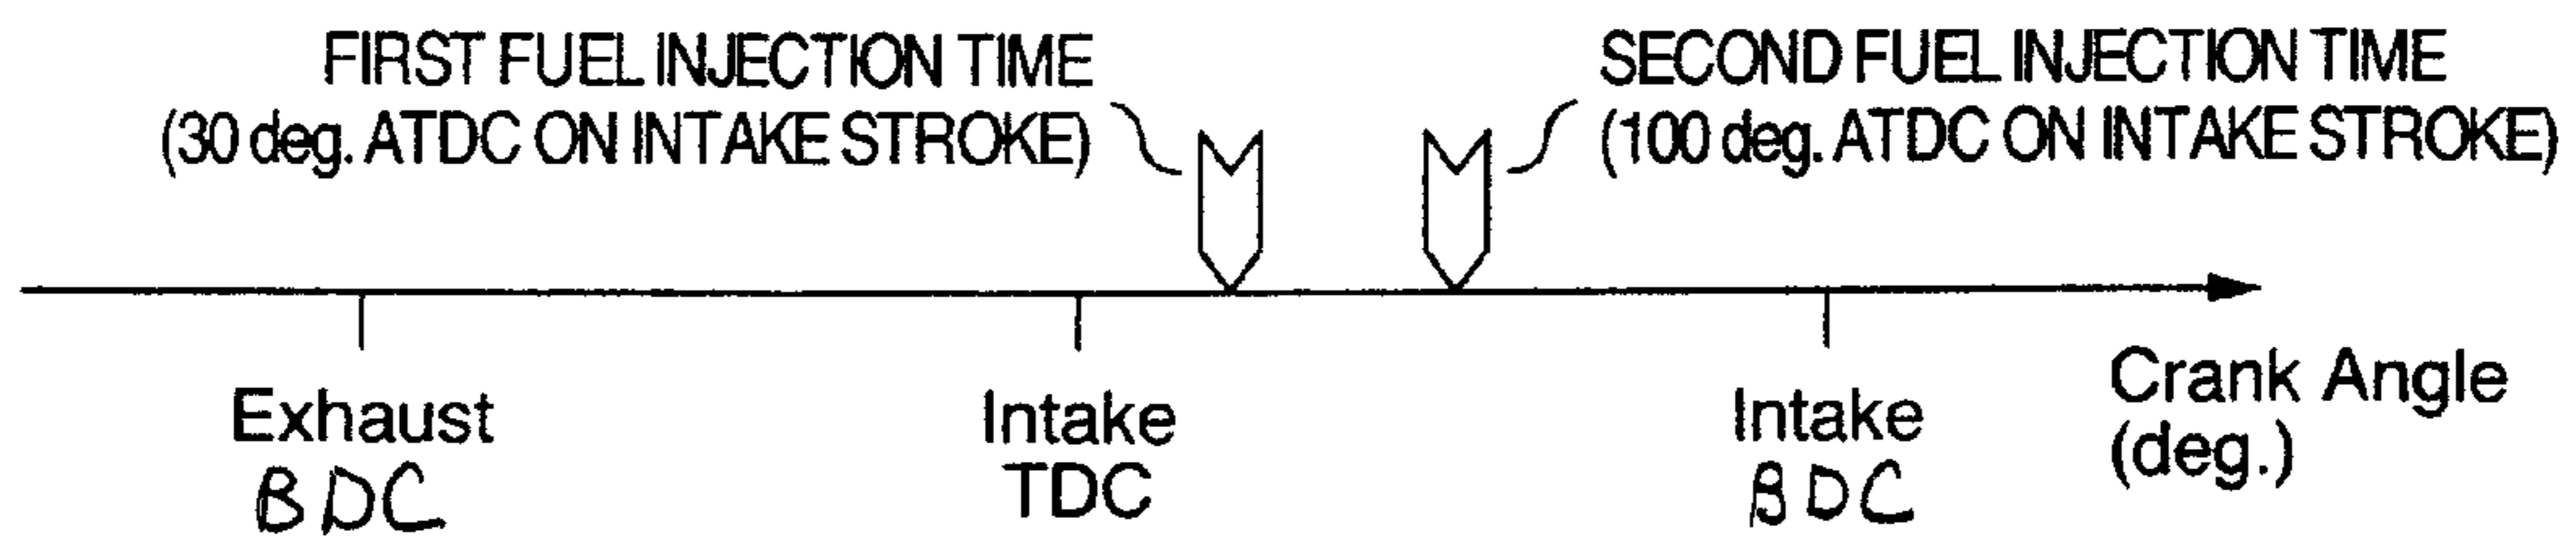 FIRST FUEL INJECTION TIME
(30 deg. ATDC ON INTAKE STROKE)
SECOND FUEL INJECTION TIME
(100 deg. ATDC ON INTAKE STROKE)
Exhaust
BDC
Intake
TDC
Intake
BDC
Crank Angle
(deg.)